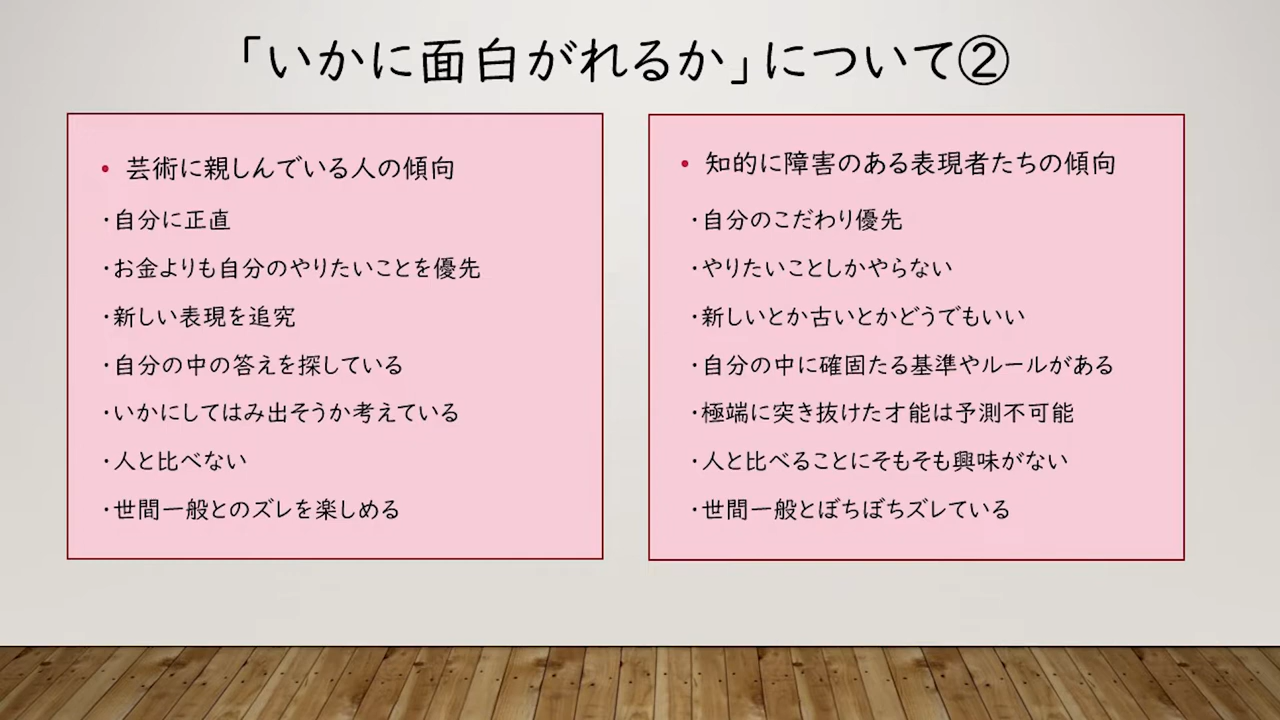 「いかに面白がれるか」について②
• 芸術に親しんでいる人の傾向
・自分に正直
・お金よりも自分のやりたいことを優先
・新しい表現を追究
・自分の中の答えを探している
・いかにしてはみ出そうか考えている
・人と比べない
・世間一般とのズレを楽しめる
• 知的に障害のある表現者たちの傾向
・自分のこだわり優先
・やりたいことしかやらない
・新しいとか古いとかどうでもいい
・自分の中に確固たる基準やルールがある
・極端に突き抜けた才能は予測不可能
・人と比べることにそもそも興味がない
・世間一般とぼちぼちズレている